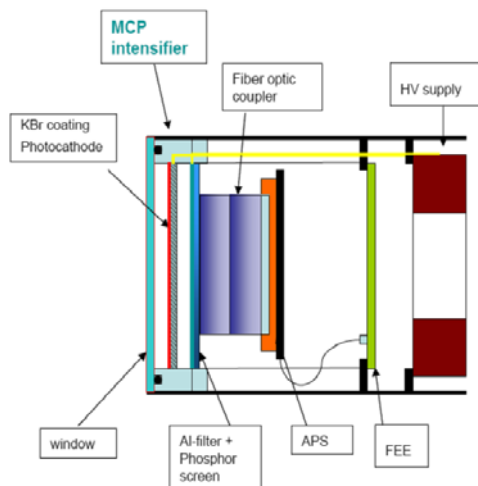 MCP
intensifier
Fiber optic
coupler
HV supply
KBr coating
Photocathode
window
Al-filter +
Phosphor
screen
APS
FEE